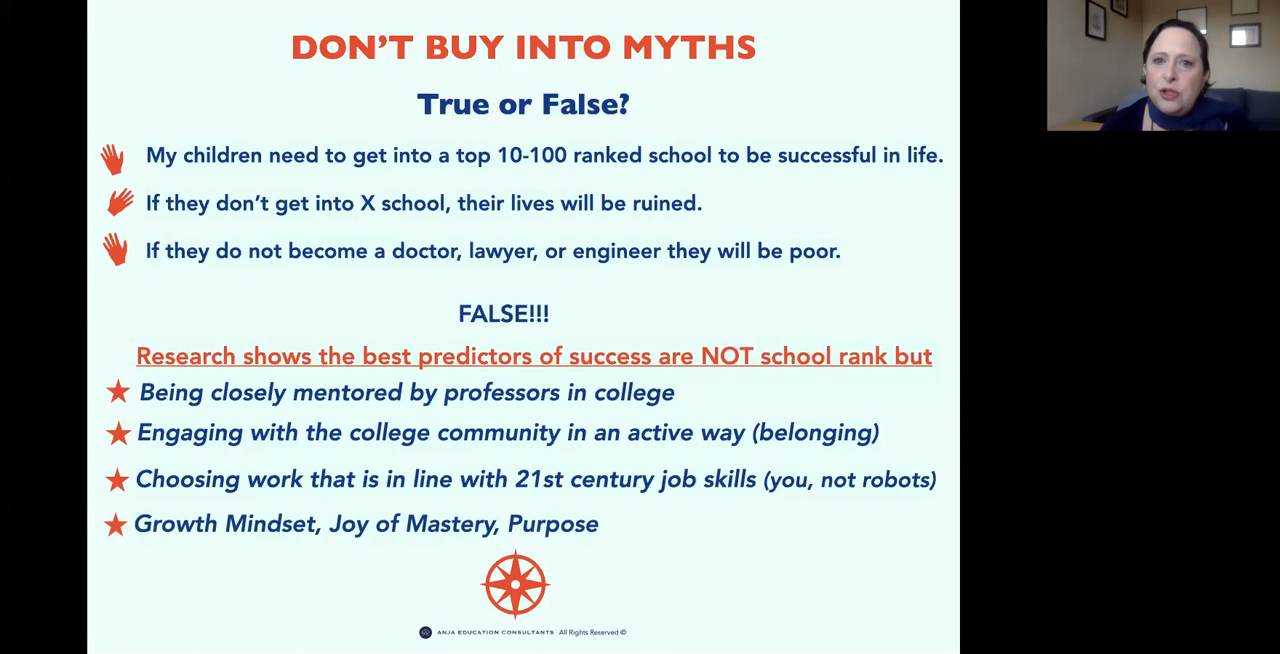 DON'T BUY INTO MYTHS
True or False?
My children need to get into a top 10-100 ranked school to be successful in life.
If they don't get into X school, their lives will be ruined.
If they do not become a doctor, lawyer, or engineer they will be poor.
FALSE!!!
Research shows the best predictors of success are NOT school rank but
Being closely mentored by professors in college
Engaging with the college community in an active way (belonging)
Choosing work that is in line with 21st century job skills (you, not robots)
Growth Mindset, Joy of Mastery, Purpose
ANJA EDUCATION CONSULTANTS All Rights Reserved ©